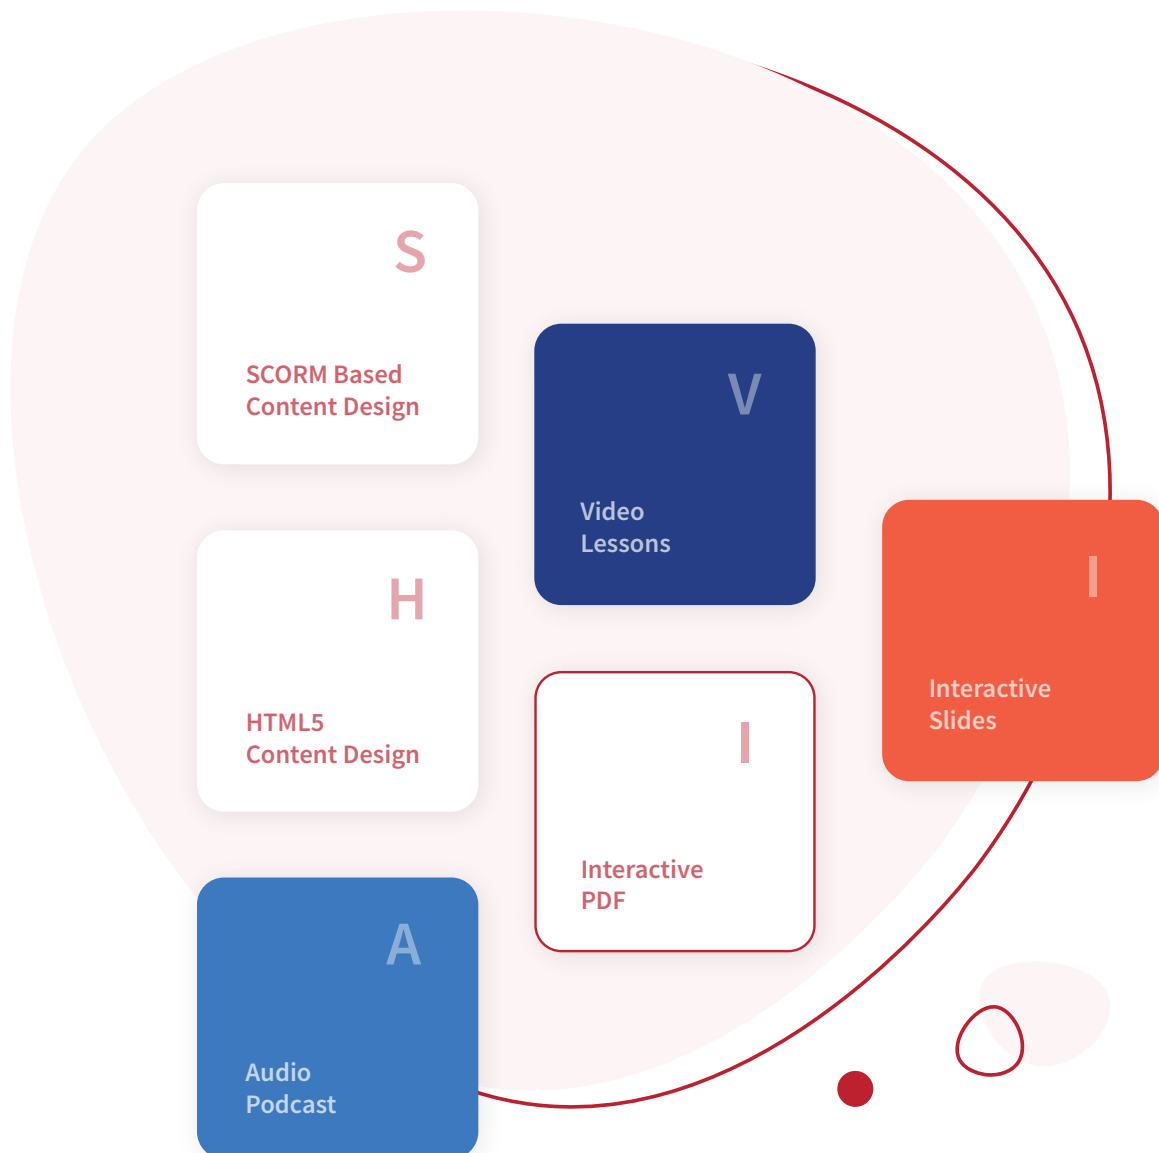 S
SCORM Based
Content Design
V
Video
Lessons
I
Interactive
Slides
H
HTML5
Content Design
I
Interactive
PDF
A
Audio
Podcast